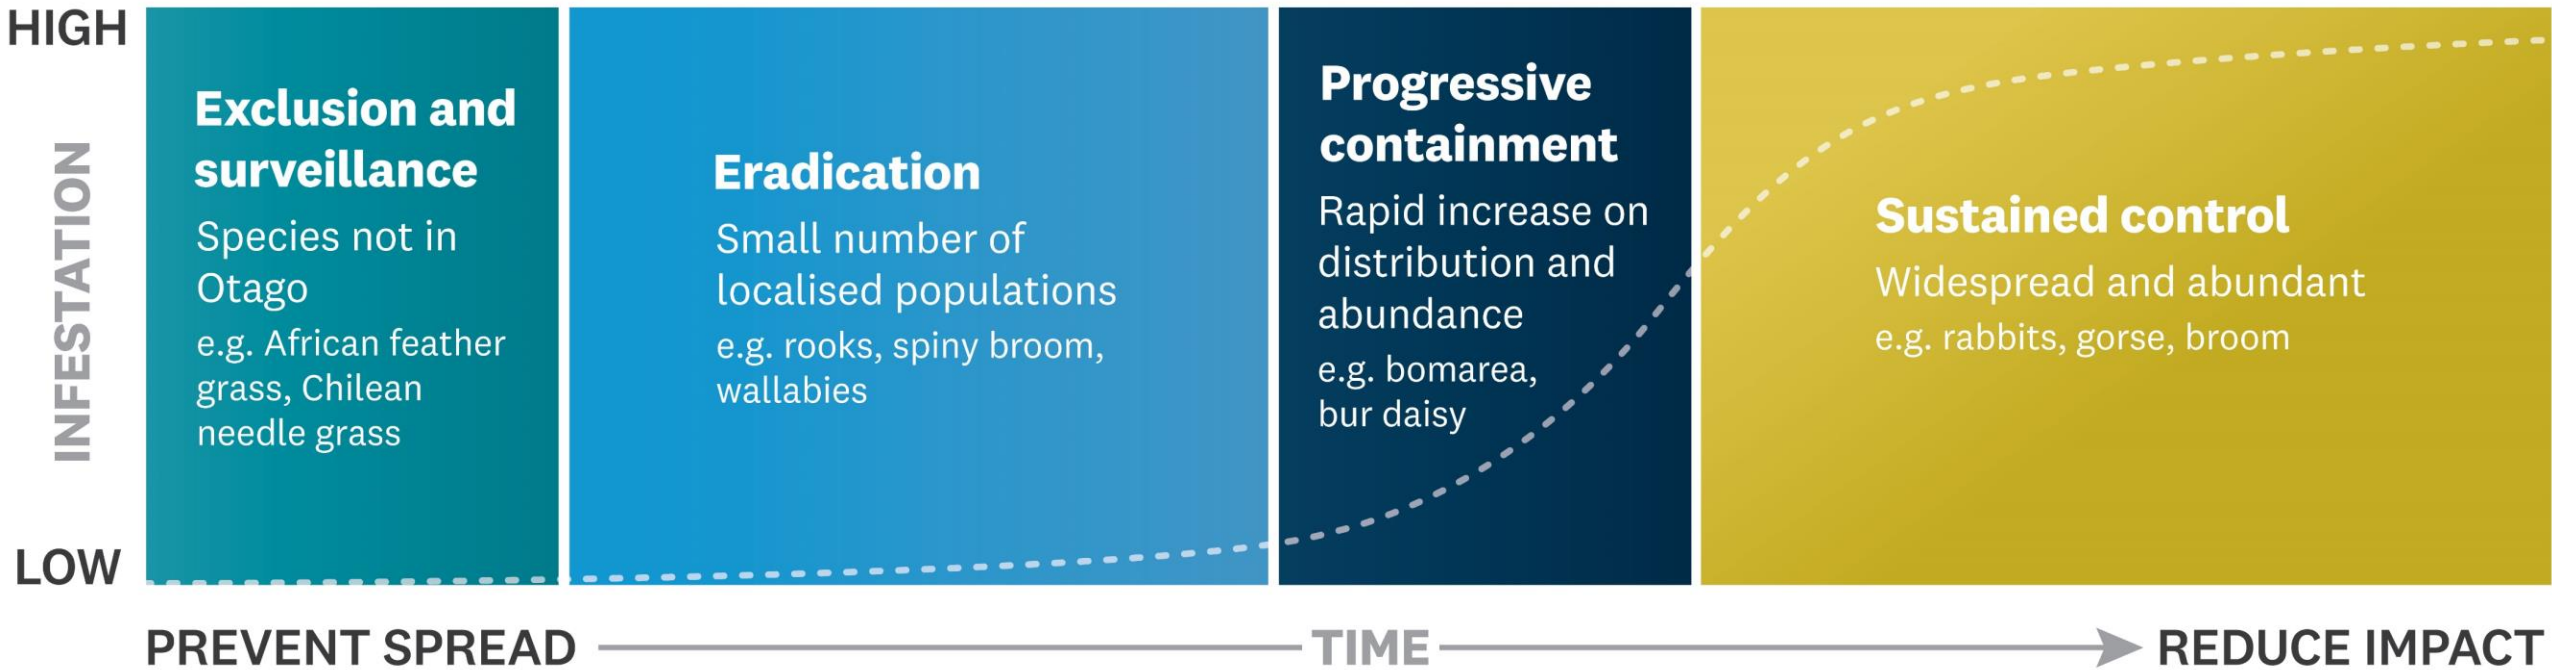 HIGH
INFESTATION
LOW
Exclusion and
surveillance
Species not in
Otago
e.g. African feather
grass, Chilean
needle grass
Eradication
Small number of
localised populations
e.g. rooks, spiny broom,
wallabies
Progressive
containment
Rapid increase on
distribution and
abundance
e.g. bomarea,
bur daisy
Sustained control
Widespread and abundant
e.g. rabbits, gorse, broom
PREVENT SPREAD TIME REDUCE IMPACT